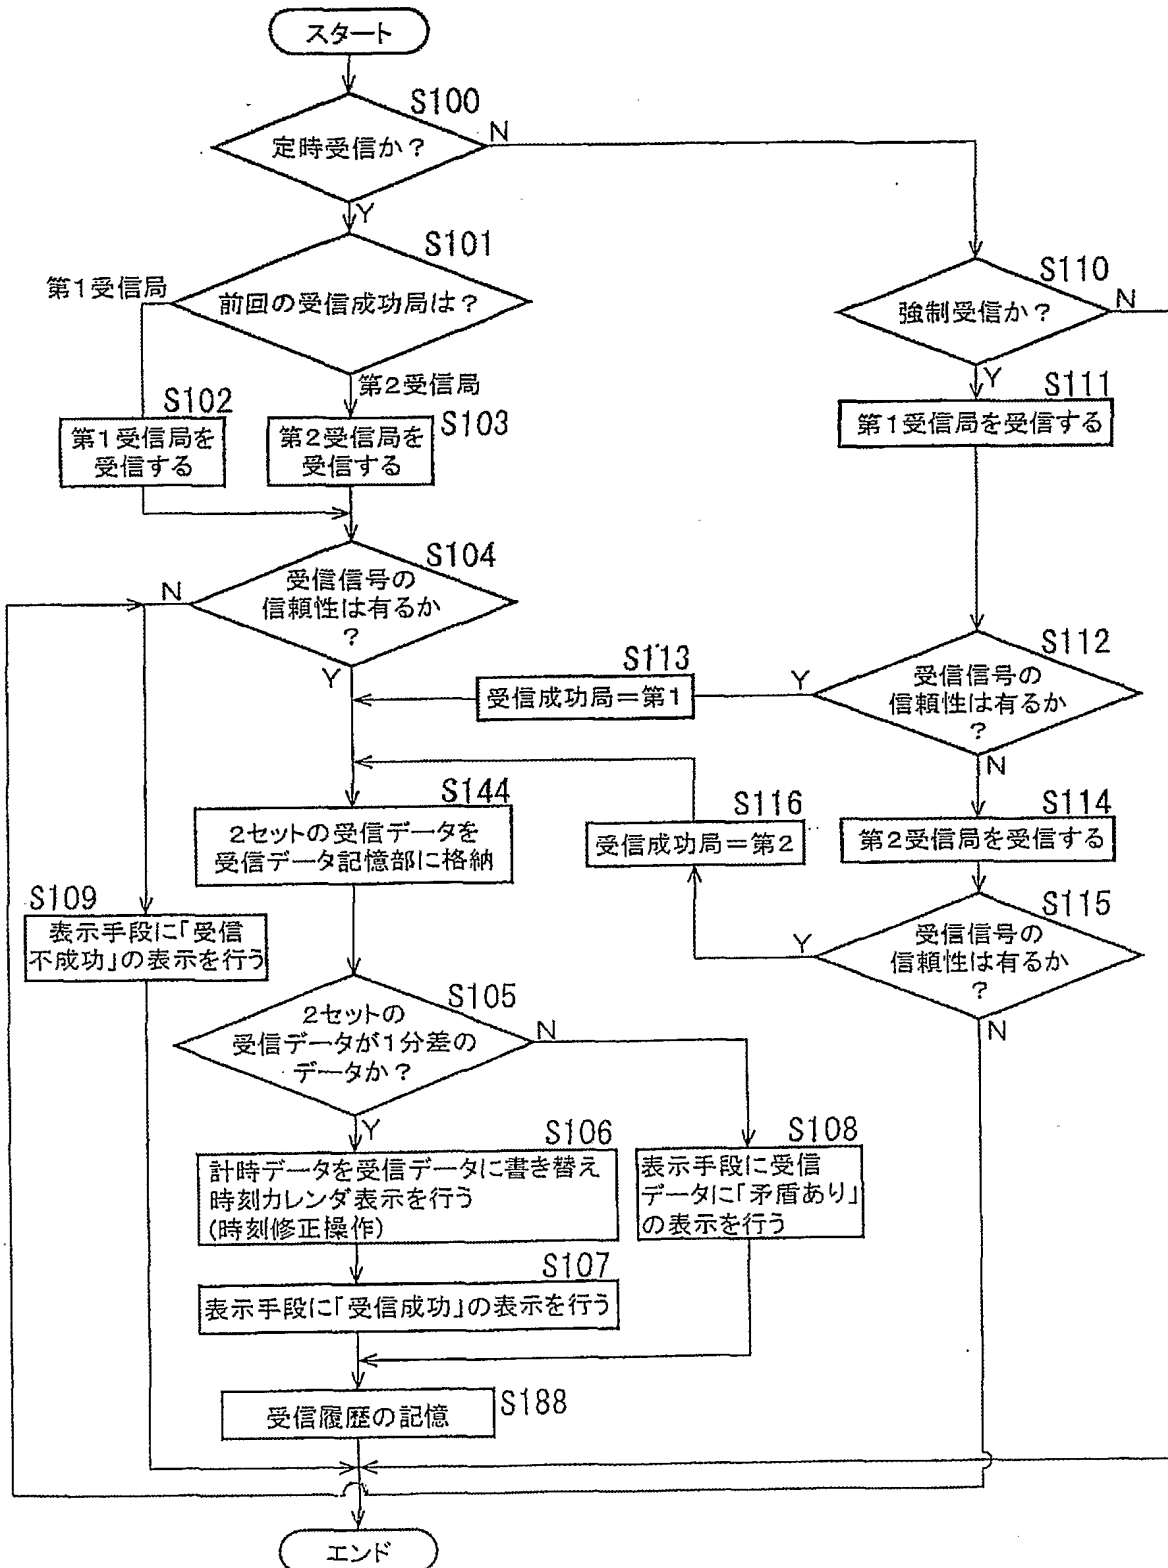 スタート
S100
定時受信か?
N
Y
S101
第1受信局
前回の受信成功局は?
第2受信局
S102
第1受信局を
受信する
S103
第2受信局を
受信する
S110
強制受信か?
N
Y
S111
第1受信局を受信する
S104
受信信号の
信頼性は有るか
?
N
Y
S112
受信信号の
信頼性は有るか
?
Y
N
S113
受信成功局=第1
S144
2セットの受信データを
受信データ記憶部に格納
S116
受信成功局=第2
S114
第2受信局を受信する
S115
受信信号の
信頼性は有るか
?
Y
N
S109
表示手段に「受信
不成功」の表示を行う
S105
2セットの
受信データが1分差の
データか?
N
Y
S106
計時データを受信データに書き替え
時刻カレンダ表示を行う
(時刻修正操作)
S108
表示手段に受信
データに「矛盾あり」
の表示を行う
S107
表示手段に「受信成功」の表示を行う
S188
受信履歴の記憶
エンド